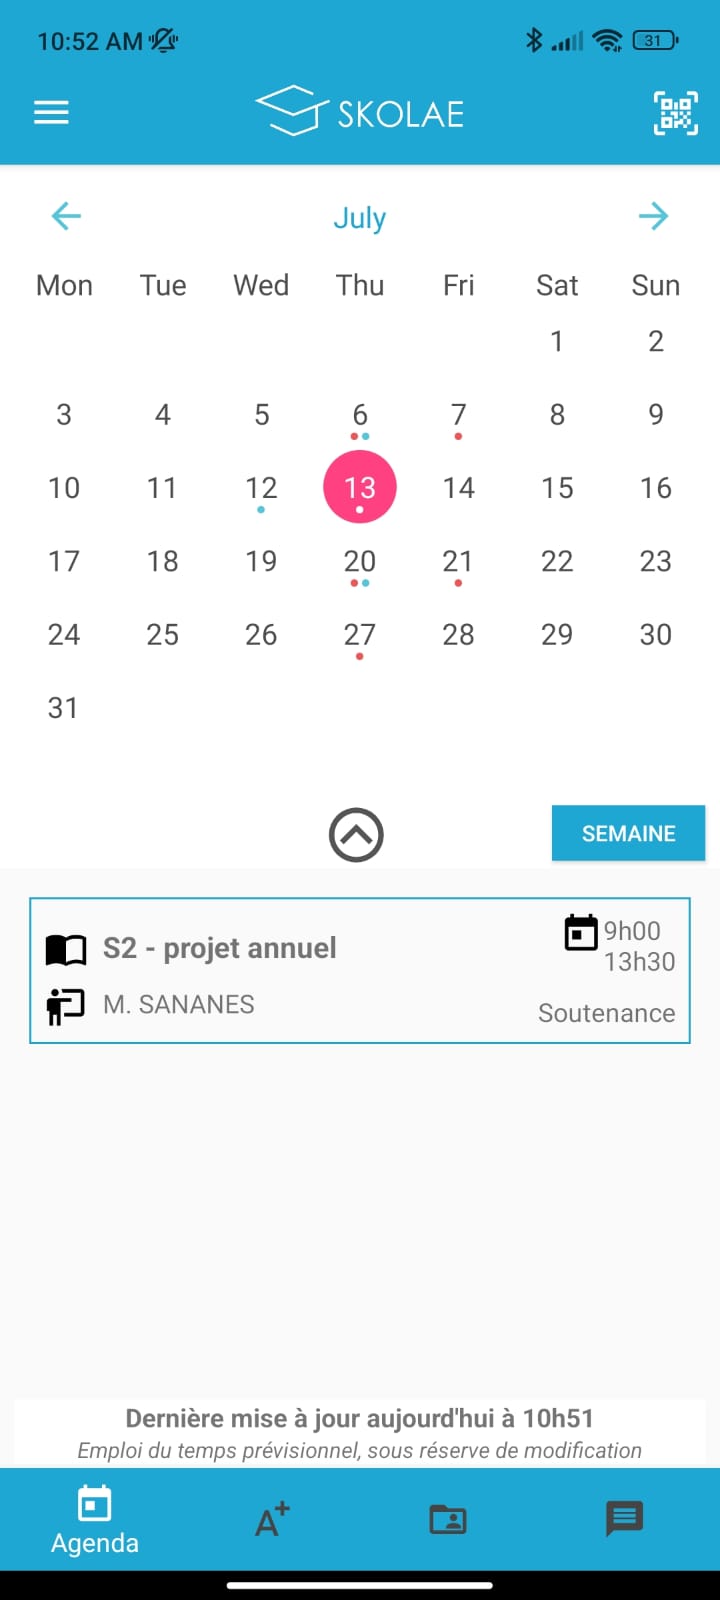 10:52 AM 31
SKOLAE
July
Mon Tue Wed Thu Fri Sat Sun
1 2
3 4 5 6 7 8 9
10 11 12 13 14 15 16
17 18 19 20 21 22 23
24 25 26 27 28 29 30
31
SEMAINE
S2 - projet annuel
9h00
13h30
M. SANANES
Soutenance
Dernière mise à jour aujourd'hui à 10h51
Emploi du temps prévisionnel, sous réserve de modification
A+
Agenda